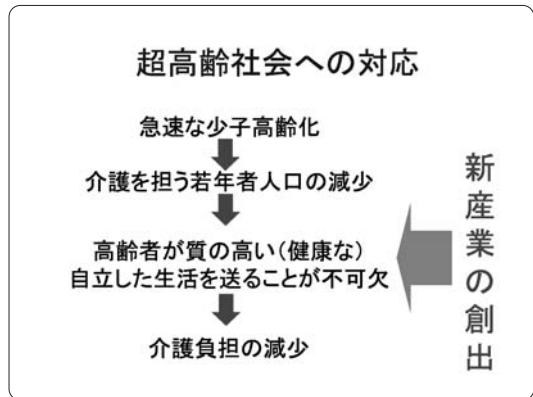 超高齢社会への対応
急速な少子高齢化
介護を担う若年者人口の減少
高齢者が質の高い（健康な）
自立した生活を送ることが不可欠
介護負担の減少
新産業の創出